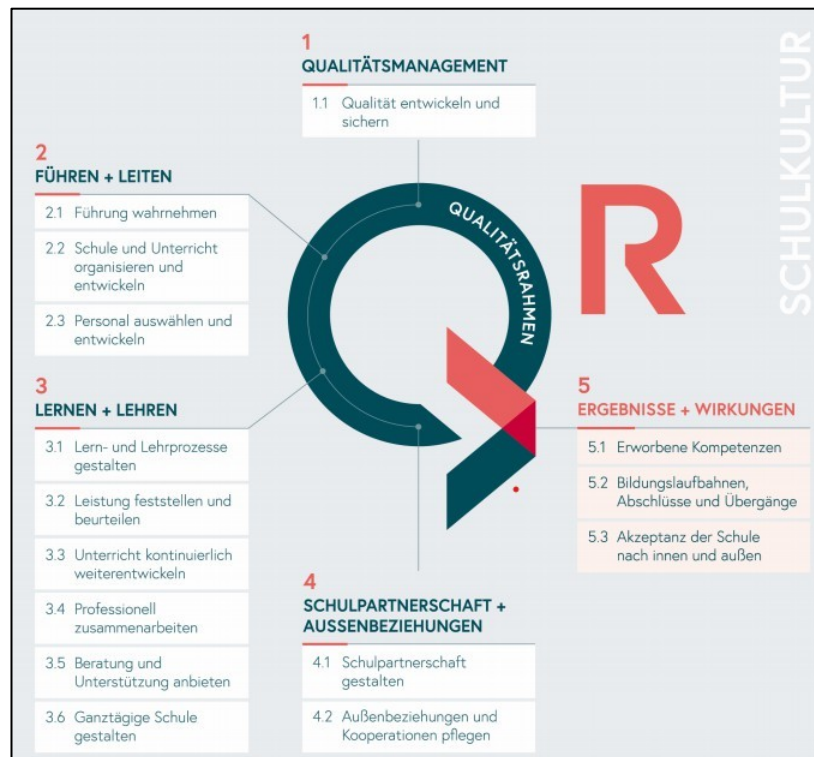 1
QUALITÄTSMANAGEMENT
1.1 Qualität entwickeln und
sichern
2
FÜHREN + LEITEN
2.1 Führung wahrnehmen
2.2 Schule und Unterricht
organisieren und
entwickeln
2.3 Personal auswählen und
entwickeln
3
LERNEN + LEHREN
3.1 Lern- und Lehrprozesse
gestalten
3.2 Leistung feststellen und
beurteilen
3.3 Unterricht kontinuierlich
weiterentwickeln
3.4 Professionell
zusammenarbeiten
3.5 Beratung und
Unterstützung anbieten
3.6 Ganztägige Schule
gestalten
QUALITÄTSRAHMEN
R
SCHULKULTUR
4
SCHULPARTNERSCHAFT +
AUSSENBEZIEHUNGEN
4.1 Schulpartnerschaft
gestalten
4.2 Außenbeziehungen und
Kooperationen pflegen
5
ERGEBNISSE + WIRKUNGEN
5.1 Erworbene Kompetenzen
5.2 Bildungslaufbahnen,
Abschlüsse und Übergänge
5.3 Akzeptanz der Schule
nach innen und außen